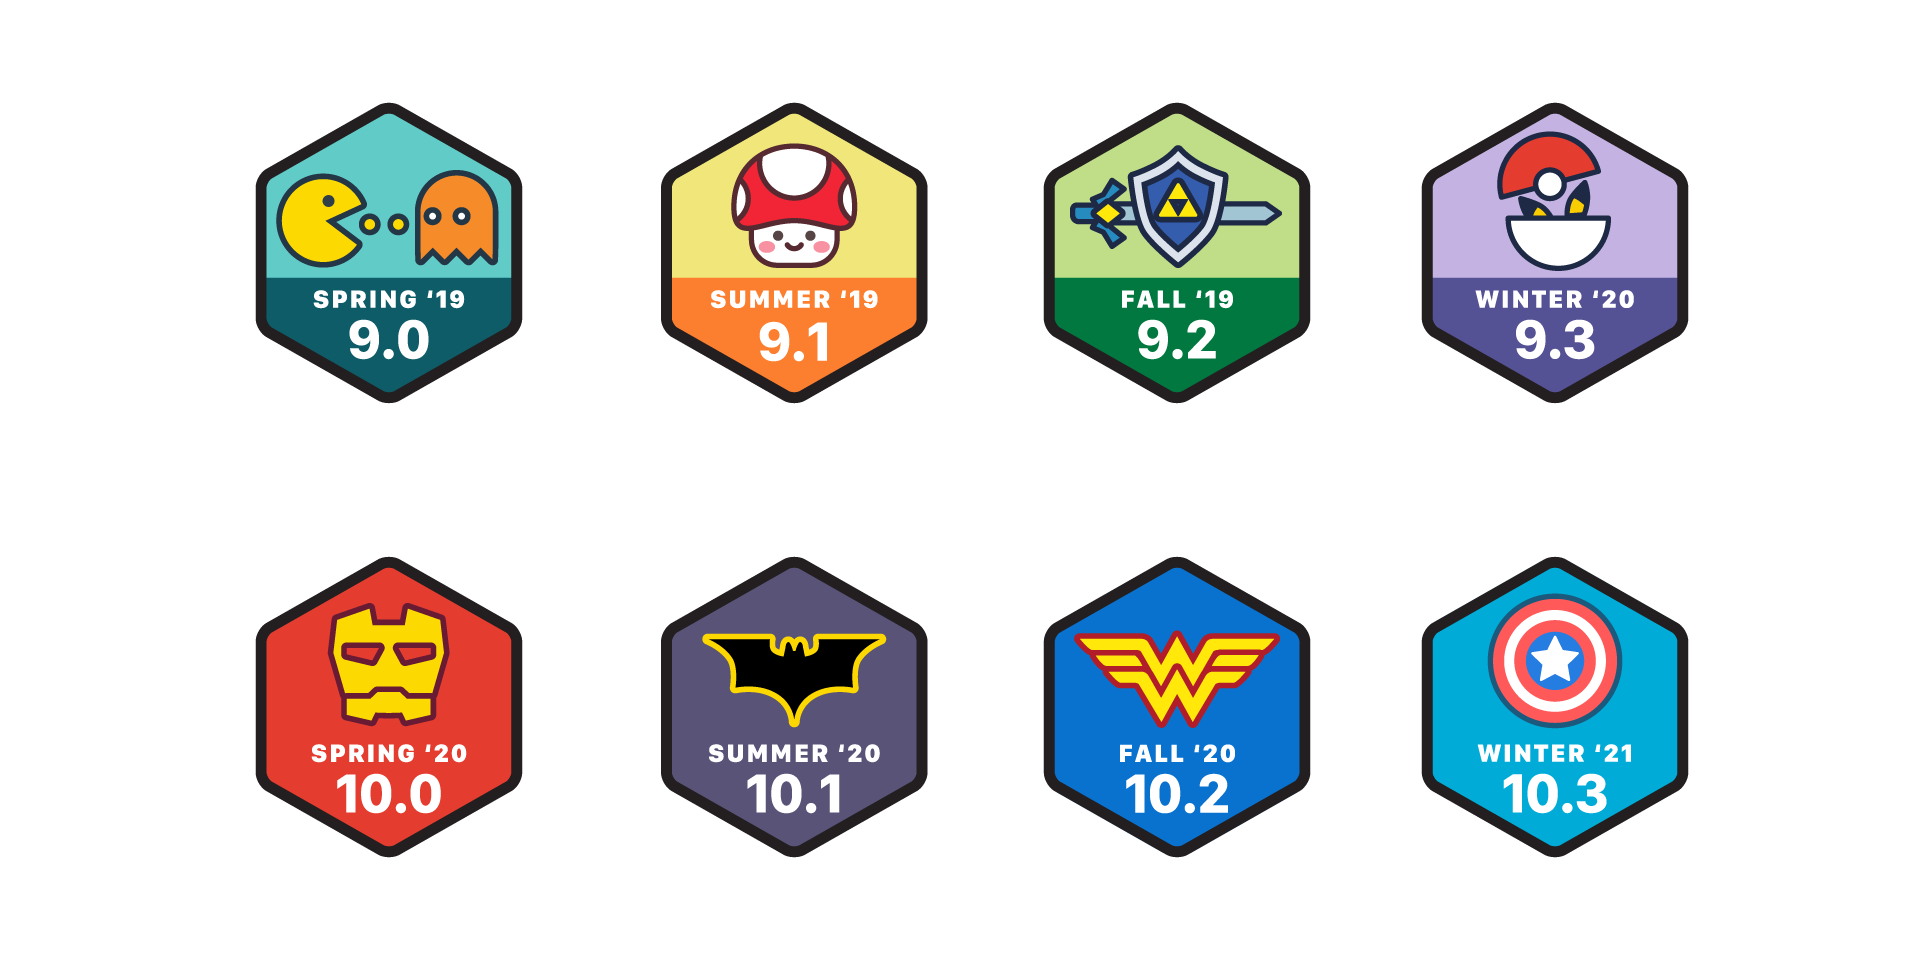 SPRING ‘19
9.0
SUMMER ‘19
9.1
FALL ‘19
9.2
WINTER ‘20
9.3
SPRING ‘20
10.0
SUMMER ‘20
10.1
FALL ‘20
10.2
WINTER ‘21
10.3